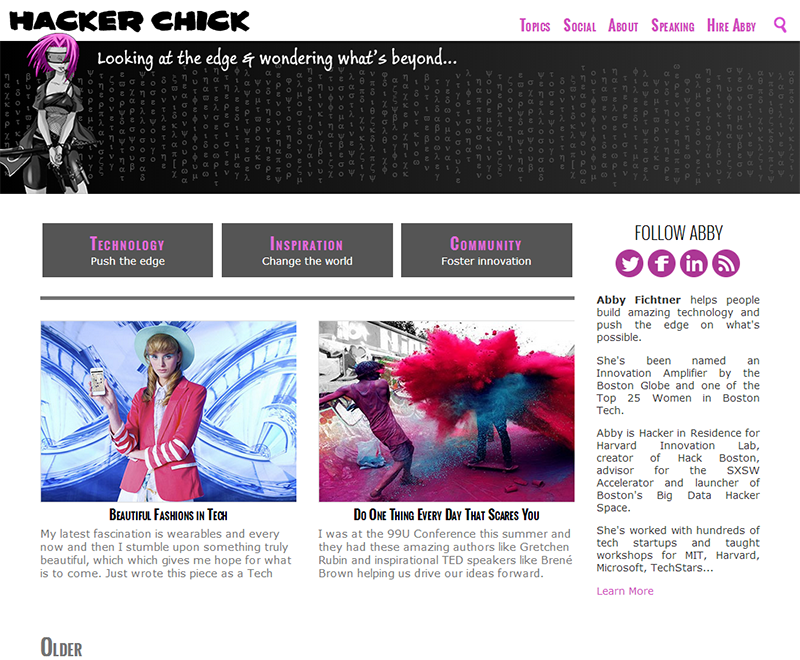 HACKER CHICK
Topics Social About Speaking Hire Abby
Looking at the edge & wondering what's beyond...
Technology
Push the edge
Inspiration
Change the world
Community
Foster innovation
Beautiful Fashions in Tech
My latest fascination is wearables and every
now and then I stumble upon something truly
beautiful, which which gives me hope for what
is to come. Just wrote this piece as a Tech
Do One Thing Every Day That Scares You
I was at the 99U Conference this summer and
they had these amazing authors like Gretchen
Rubin and inspirational TED speakers like Brené
Brown helping us drive our ideas forward.
Older
FOLLOW ABBY
Abby Fichtner helps people
build amazing technology and
push the edge on what's
possible.
She's been named an
Innovation Amplifier by the
Boston Globe and one of the
Top 25 Women in Boston
Tech.
Abby is Hacker in Residence for
Harvard Innovation Lab,
creator of Hack Boston,
advisor for the SXSW
Accelerator and launcher of
Boston's Big Data Hacker
Space.
She's worked with hundreds of
tech startups and taught
workshops for MIT, Harvard,
Microsoft, TechStars...
Learn More